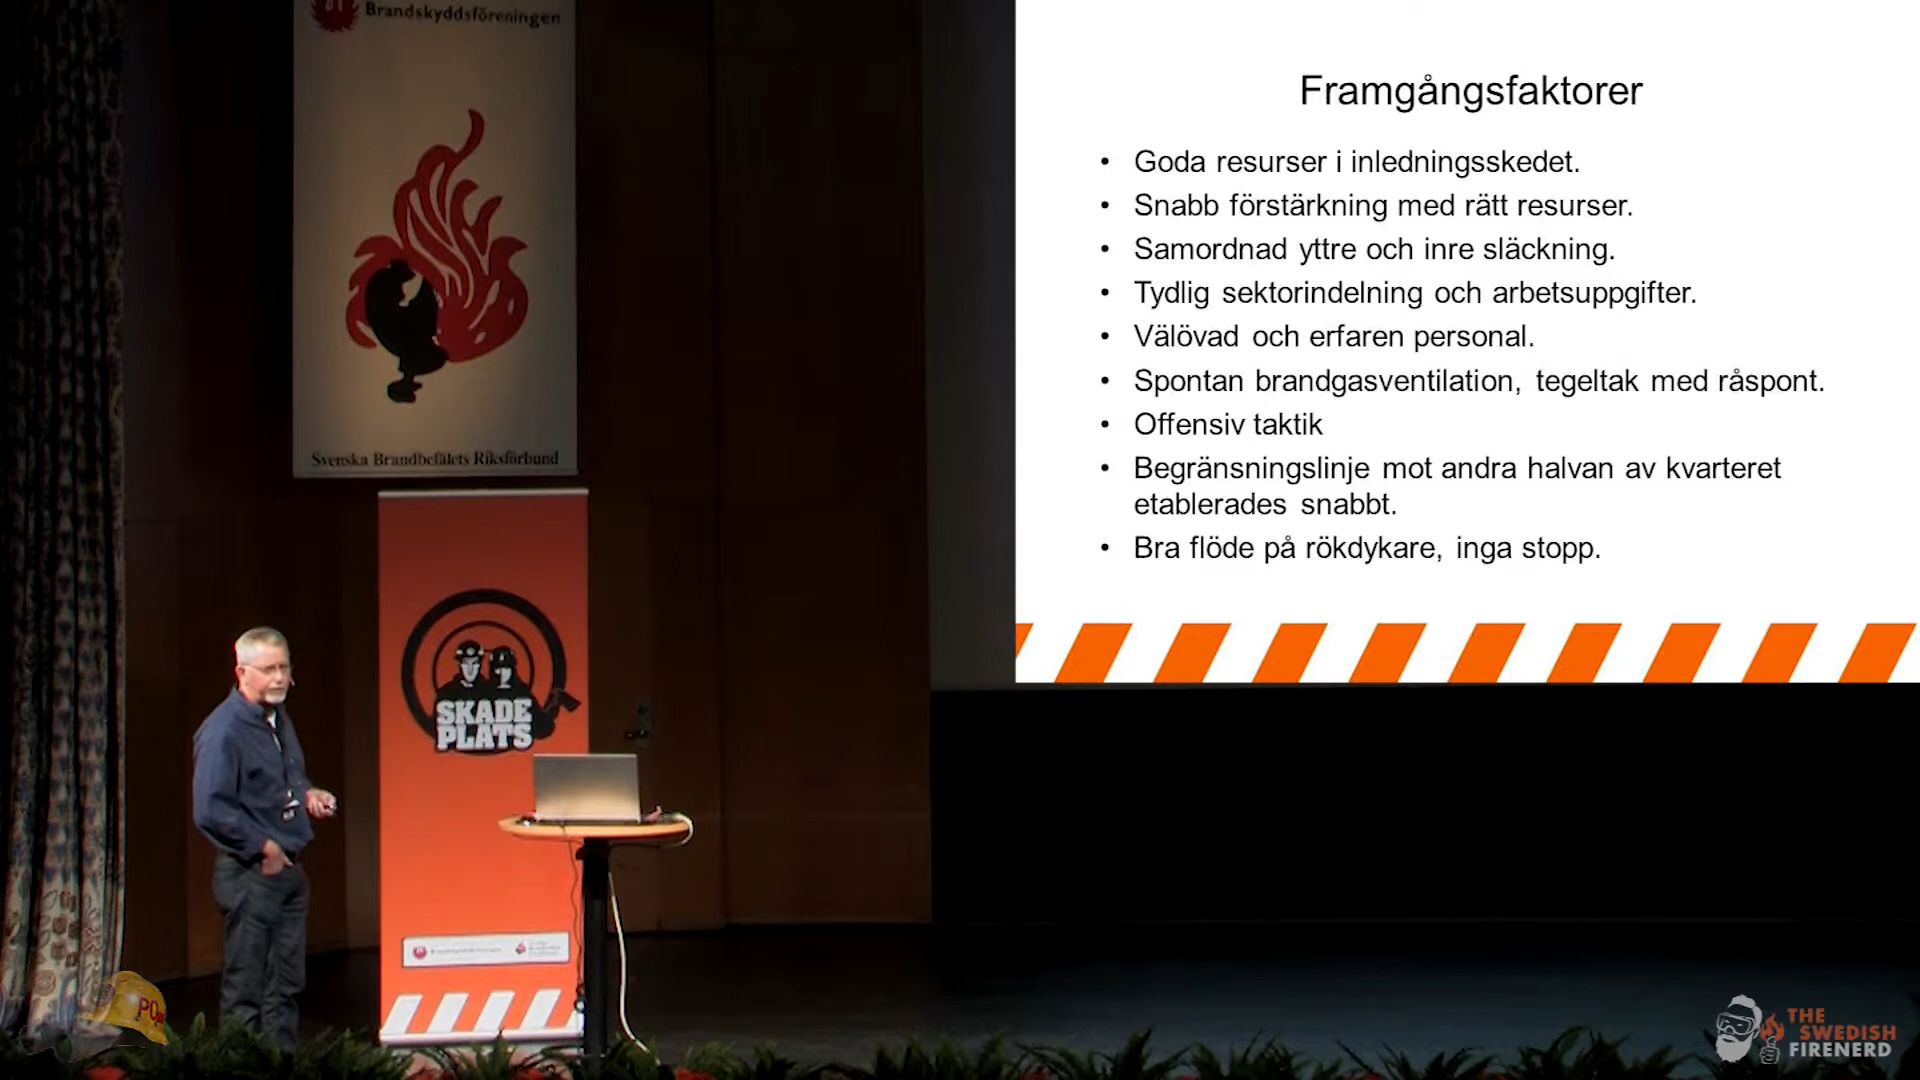 Brandskyddsföreningen
Svenska Brandbefälets Riksförbund
SKADE
PLATS
Framgångsfaktorer
• Goda resurser i inledningsskedet.
• Snabb förstärkning med rätt resurser.
• Samordnad yttre och inre släckning.
• Tydlig sektorindelning och arbetsuppgifter.
• Välövad och erfaren personal.
• Spontan brandgasventilation, tegeltak med råspont.
• Offensiv taktik
• Begränsningslinje mot andra halvan av kvarteret
etablerades snabbt.
• Bra flöde på rökdykare, inga stopp.
THE
SWEDISH
FIRENERD